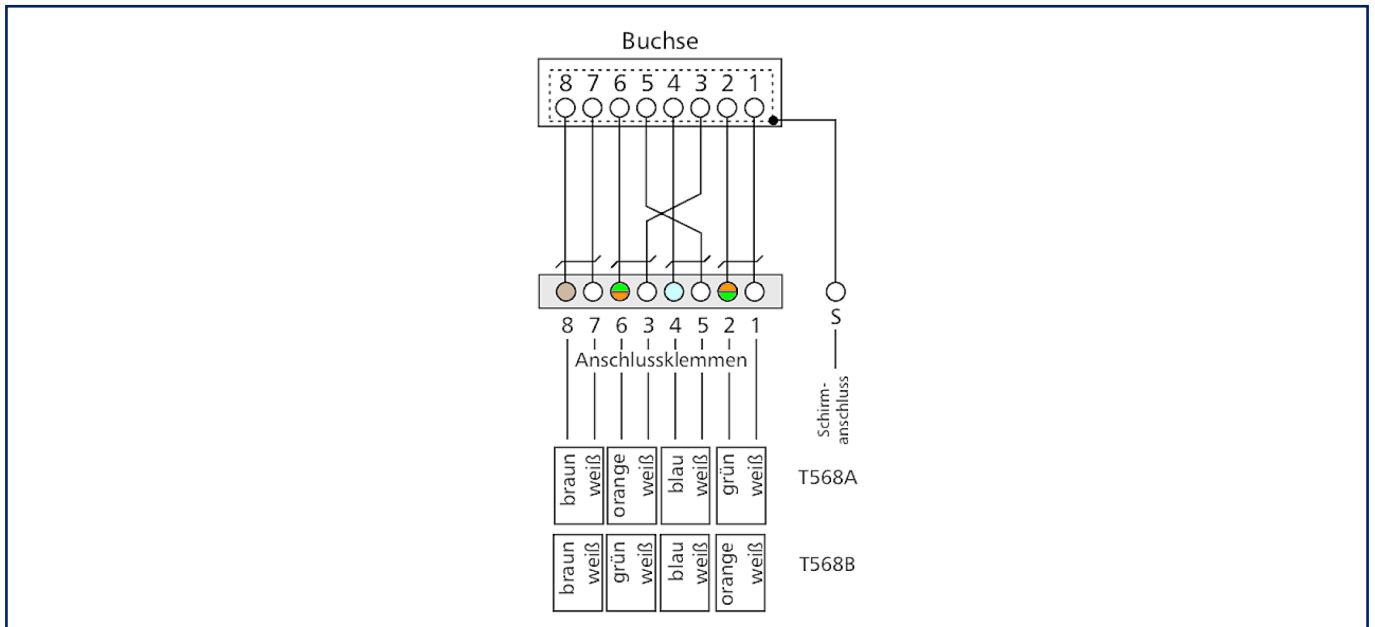 Buchse
8 7 6 5 4 3 2 1
8 7 6 3 4 5 2 1
S
Anschlussklemmen
Schirm-
anschluss
braun weiß orange weiß blau weiß grün weiß T568A
braun weiß grün weiß blau weiß orange weiß T568B